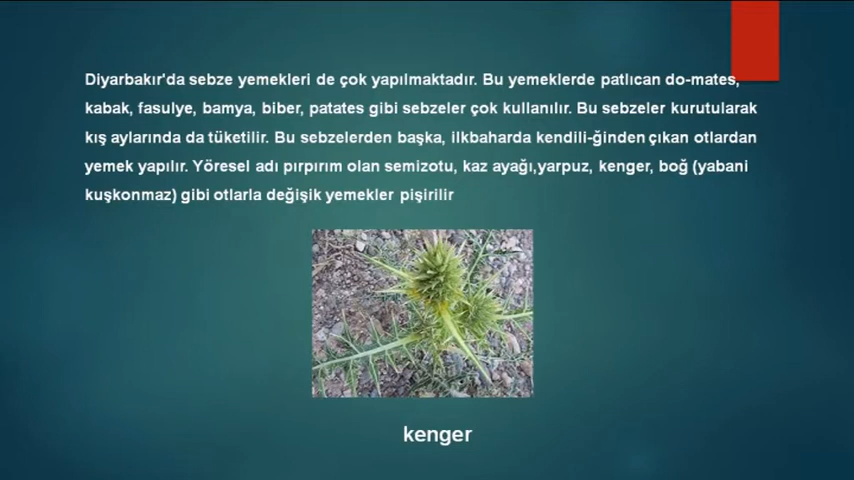 Diyarbakır'da sebze yemekleri de çok yapılmaktadır. Bu yemeklerde patlıcan do-mates,
kabak, fasulye, bamya, biber, patates gibi sebzeler çok kullanılır. Bu sebzeler kurutularak
kış aylarında da tüketilir. Bu sebzelerden başka, ilkbaharda kendili-ğinden çıkan otlardan
yemek yapılır. Yöresel adı pırpırım olan semizotu, kaz ayağı,yarpuz, kenger, boğ (yabani
kuşkonmaz) gibi otlarla değişik yemekler pişirilir
kenger